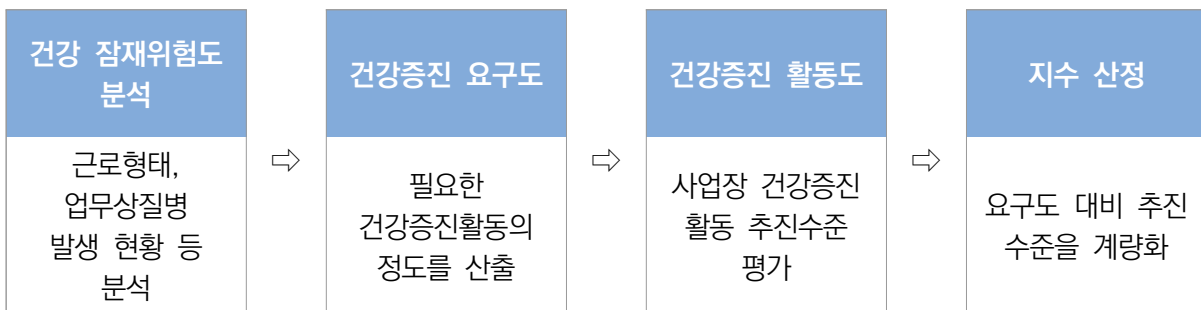 건강 잠재위험도
분석
근로형태,
업무상질병
발생 현황 등
분석
⇨
건강증진 요구도
필요한
건강증진활동의
정도를 산출
⇨
건강증진 활동도
사업장 건강증진
활동 추진수준
평가
⇨
지수 산정
요구도 대비 추진
수준을 계량화